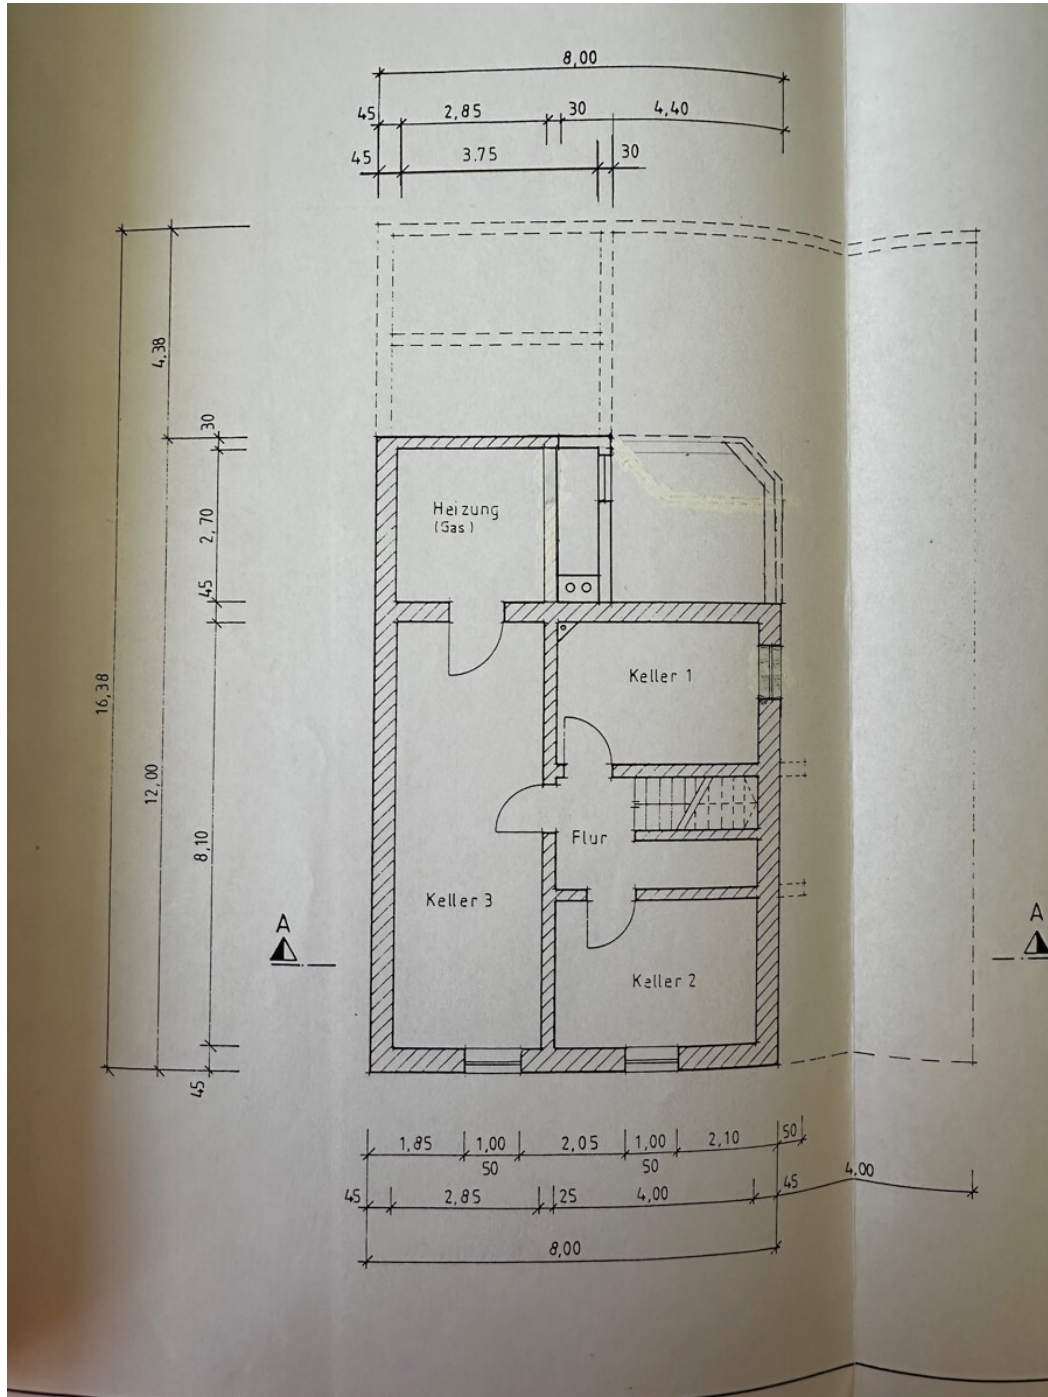 8,00
45 2,85 30 4,40
45 3.75 30
4,38
30
2,70
45
16,38
12,00
8,10
45
Heizung
(Gas)
Keller 1
Flur
Keller 3
Keller 2
A
A
1,85 1,00 2,05 1,00 2,10 50
50 50
45 2,85 25 4,00 45 4.00
8,00